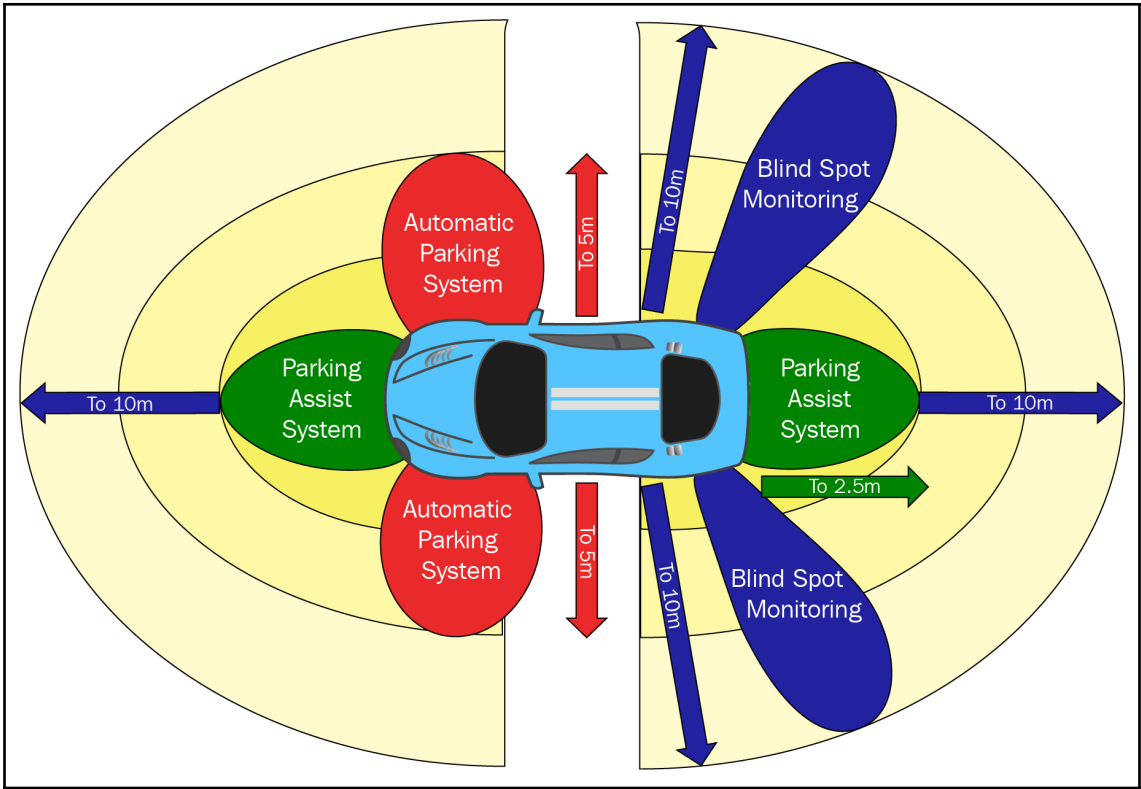 Blind Spot
Monitoring
To 10m
Automatic
Parking
System
To 5m
Parking
Assist
System
Parking
Assist
System
To 10m
To 10m
To 2.5m
Automatic
Parking
System
To 5m
To 10m
Blind Spot
Monitoring